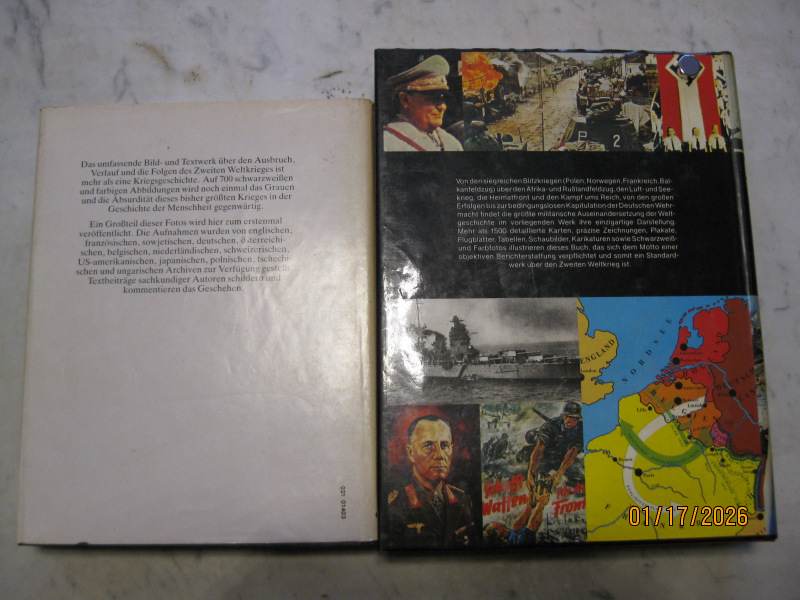 Das umfassende Bild- und Textwerk über den Ausbruch,
Verlauf und die Folgen des Zweiten Weltkrieges ist
mehr als eine Kriegsgeschichte. Auf 700 schwarzweißen
und farbigen Abbildungen wird noch einmal das Grauen
und die Absurdität dieses bisher größten Krieges in der
Geschichte der Menschheit gegenwärtig.
Ein Großteil dieser Fotos wird hier zum erstenmal
veröffentlicht. Die Aufnahmen wurden von englischen,
französischen, sowjetischen, deutschen, österreichi-
schen, belgischen, niederländischen, schweizerischen,
US-amerikanischen, japanischen, polnischen, tschechi-
schen und ungarischen Archiven zur Verfügung gestellt.
Textbeiträge sachkundiger Autoren schildern und
kommentieren das Geschehen.
021 01403
P 2
Von den siegreichen Blitzkriegen (Polen, Norwegen, Frankreich, Bal-
kanfeldzug) über den Afrika- und Rußlandfeldzug, den Luft- und See-
krieg, die Heimatfront und den Kampf ums Reich, von den großen
Erfolgen bis zur bedingungslosen Kapitulation der Deutschen Wehr-
macht findet die größte militärische Auseinandersetzung der Welt-
geschichte im vorliegenden Werk ihre einzigartige Darstellung.
Mehr als 1500 detaillierte Karten, präzise Zeichnungen, Plakate,
Flugblätter, Tabellen, Schaubilder, Karikaturen sowie Schwarzweiß-
und Farbfotos illustrieren dieses Buch, das sich dem Motto einer
objektiven Berichterstattung verpflichtet und somit ein Standard-
werk über den Zweiten Weltkrieg ist.
ENGLAND
NORDSEE
London
Lille
Paris
Waffen
Front
01/17/2026